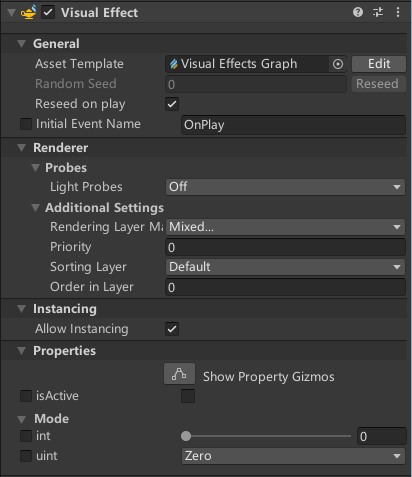 Visual Effect
General
Asset Template Visual Effects Graph Edit
Random Seed 0 Reseed
Reseed on play
Initial Event Name OnPlay
Renderer
Probes
Light Probes Off
Additional Settings
Rendering Layer Ma Mixed...
Priority 0
Sorting Layer Default
Order in Layer 0
Instancing
Allow Instancing
Properties
Show Property Gizmos
isActive
Mode
int 0
uint Zero